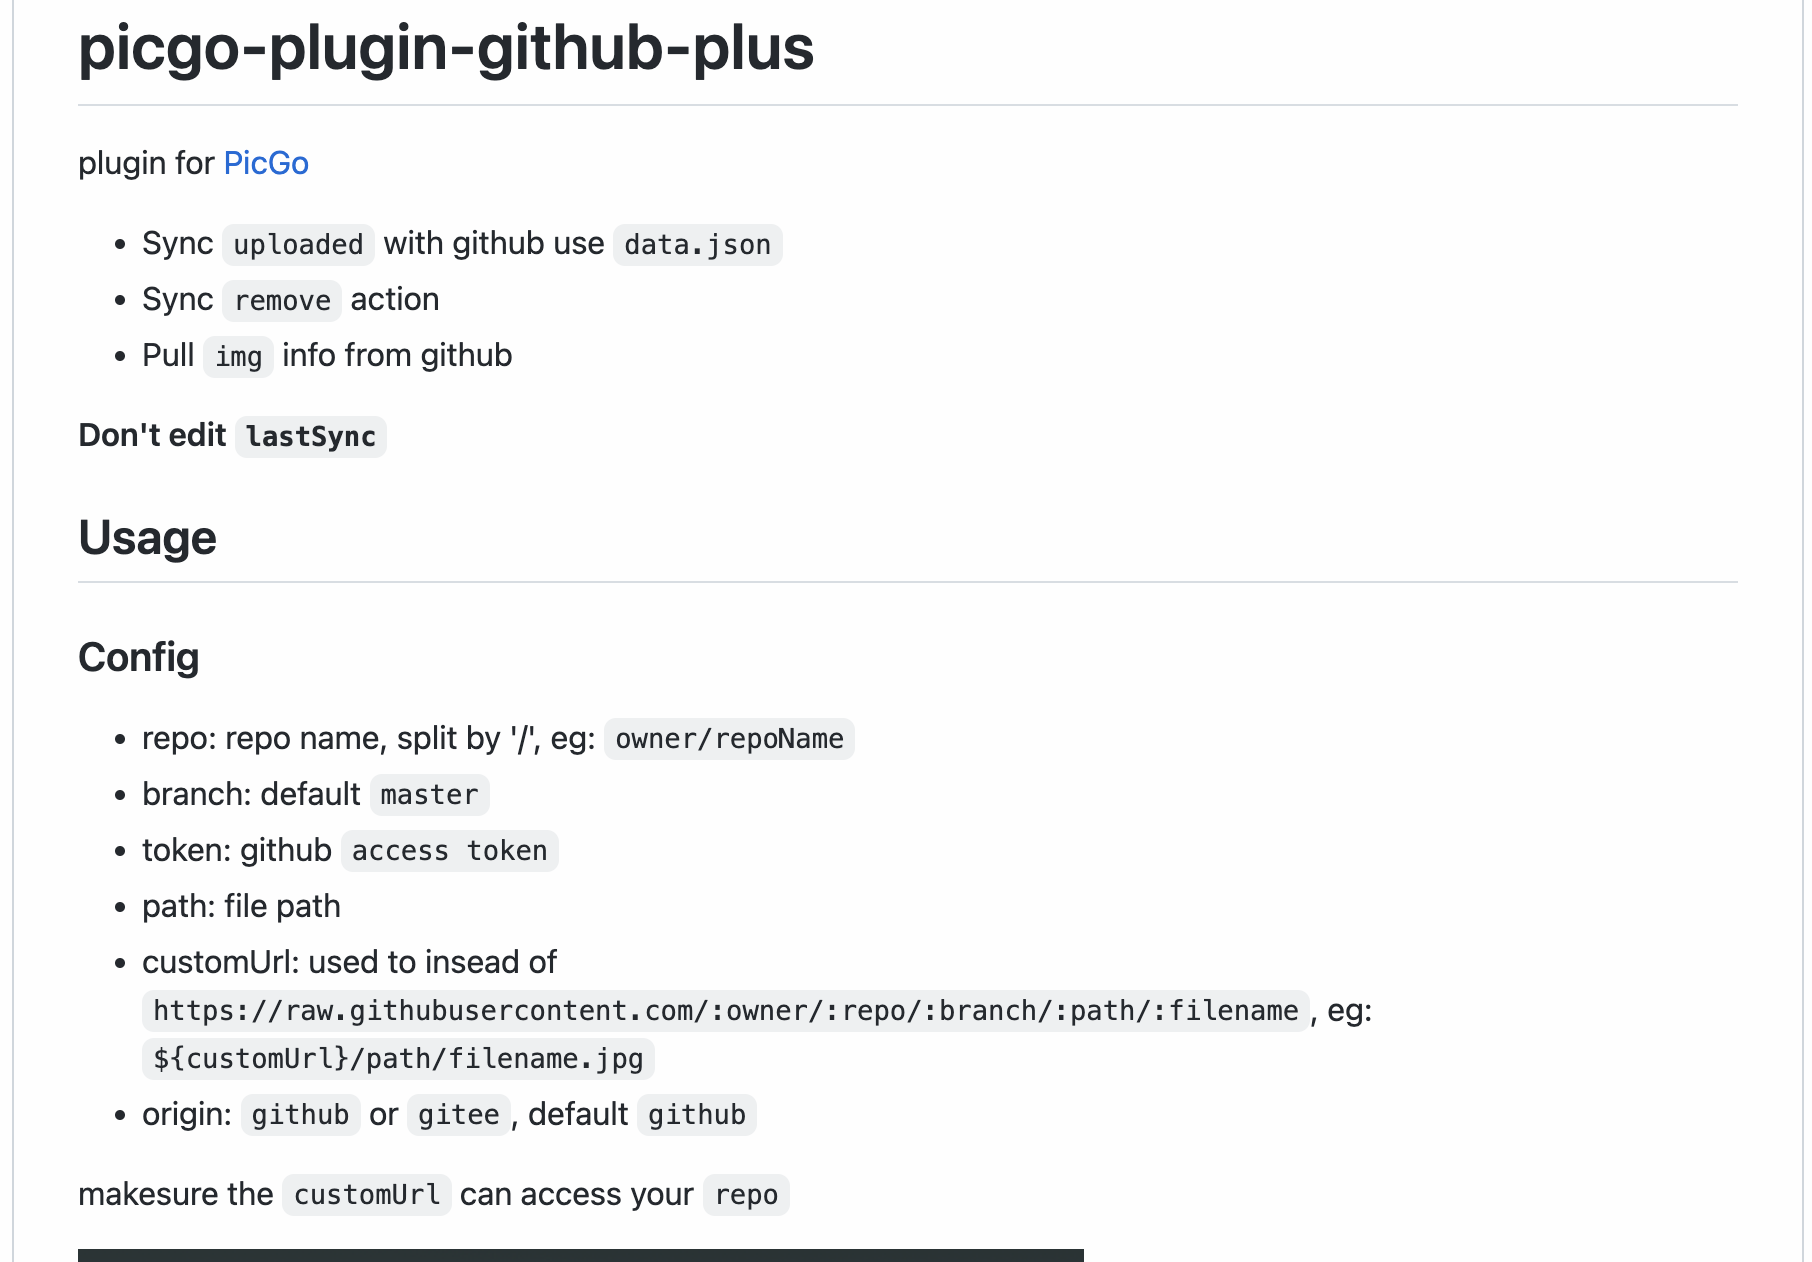 picgo-plugin-github-plus
plugin for PicGo
Sync uploaded with github use data.json
Sync remove action
Pull img info from github
Don't edit lastSync
Usage
Config
repo: repo name, split by '/', eg: owner/repoName
branch: default master
token: github access token
path: file path
customUrl: used to insead of
https://raw.githubusercontent.com/:owner/:repo/:branch/:path/:filename, eg:
${customUrl}/path/filename.jpg
origin: github or gitee, default github
makesure the customUrl can access your repo